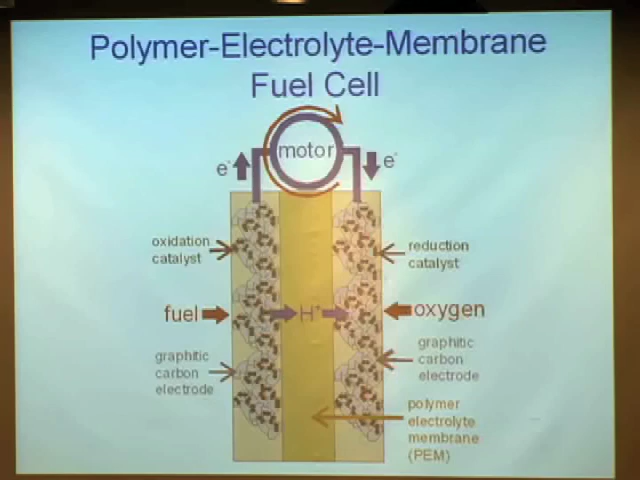 Polymer-Electrolyte-Membrane
Fuel Cell
motor
e⁻
e⁻
oxidation
catalyst
reduction
catalyst
fuel
H⁺
oxygen
graphitic
carbon
electrode
graphitic
carbon
electrode
polymer
electrolyte
membrane
(PEM)